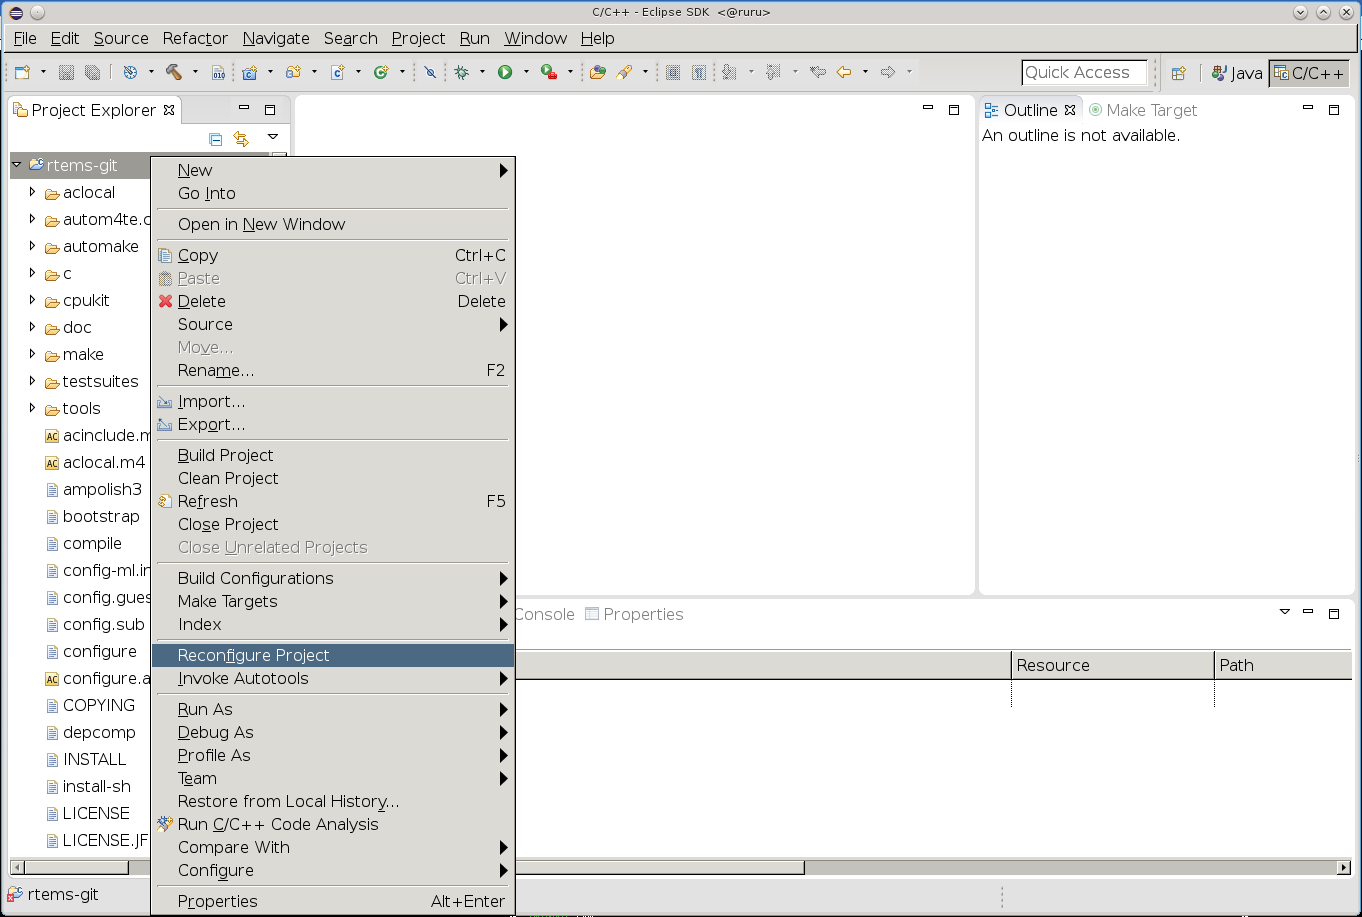 C/C++ - Eclipse SDK <@ruru>
File Edit Source Refactor Navigate Search Project Run Window Help
010
Quick Access
Java
C/C++
Project Explorer
rtems-git
aclocal
autom4te.c
automake
c
cpukit
doc
make
testsuites
tools
AC acinclude.m
AC aclocal.m4
ampolish3
bootstrap
compile
config-ml.in
config.gues
config.sub
configure
AC configure.a
COPYING
depcomp
INSTALL
install-sh
LICENSE
LICENSE.JF
New
Go Into
Open in New Window
Copy Ctrl+C
Paste Ctrl+V
Delete Delete
Source
Move...
Rename... F2
Import...
Export...
Build Project
Clean Project
Refresh F5
Close Project
Close Unrelated Projects
Build Configurations
Make Targets
Index
Reconfigure Project
Invoke Autotools
Run As
Debug As
Profile As
Team
Restore from Local History...
Run C/C++ Code Analysis
Compare With
Configure
Properties Alt+Enter
Outline
Make Target
An outline is not available.
Console
Properties
Resource Path
rtems-git